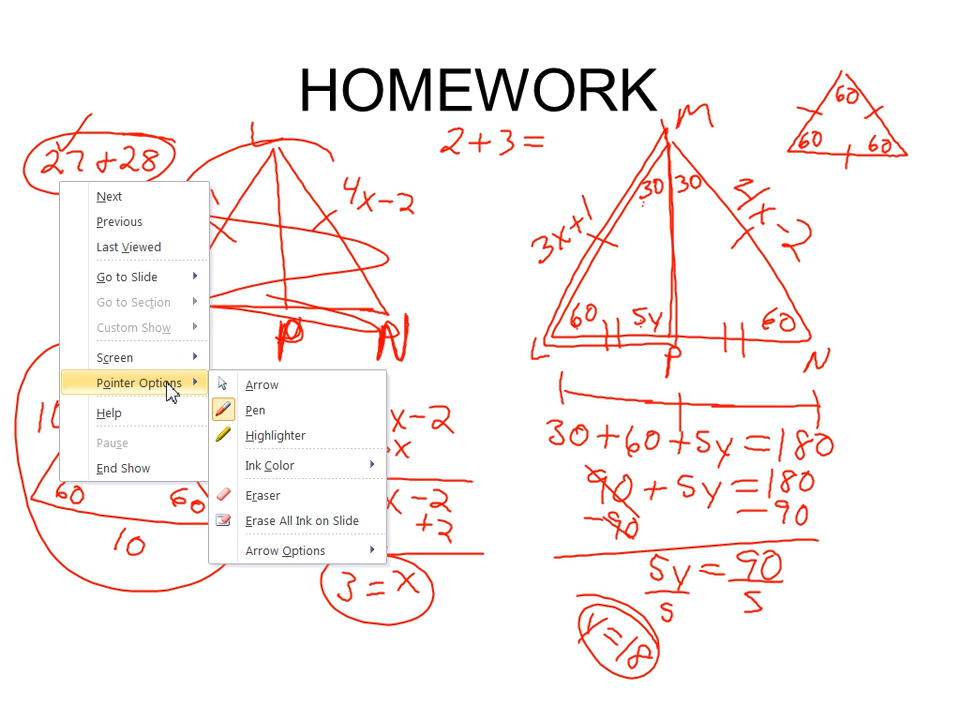 HOMEWORK
27+28
2+3=
M
60
60 60
4x-2
30 30
3x+1
60 5y 60
L P N
P N
30+60+5y=180
90+5y=180
-90 -90
5y=90
5 5
y=18
60 60
10
x-2
x
x-2
+2
3=x
Next
Previous
Last Viewed
Go to Slide
Go to Section
Custom Show
Screen
Pointer Options
Help
Pause
End Show
Arrow
Pen
Highlighter
Ink Color
Eraser
Erase All Ink on Slide
Arrow Options